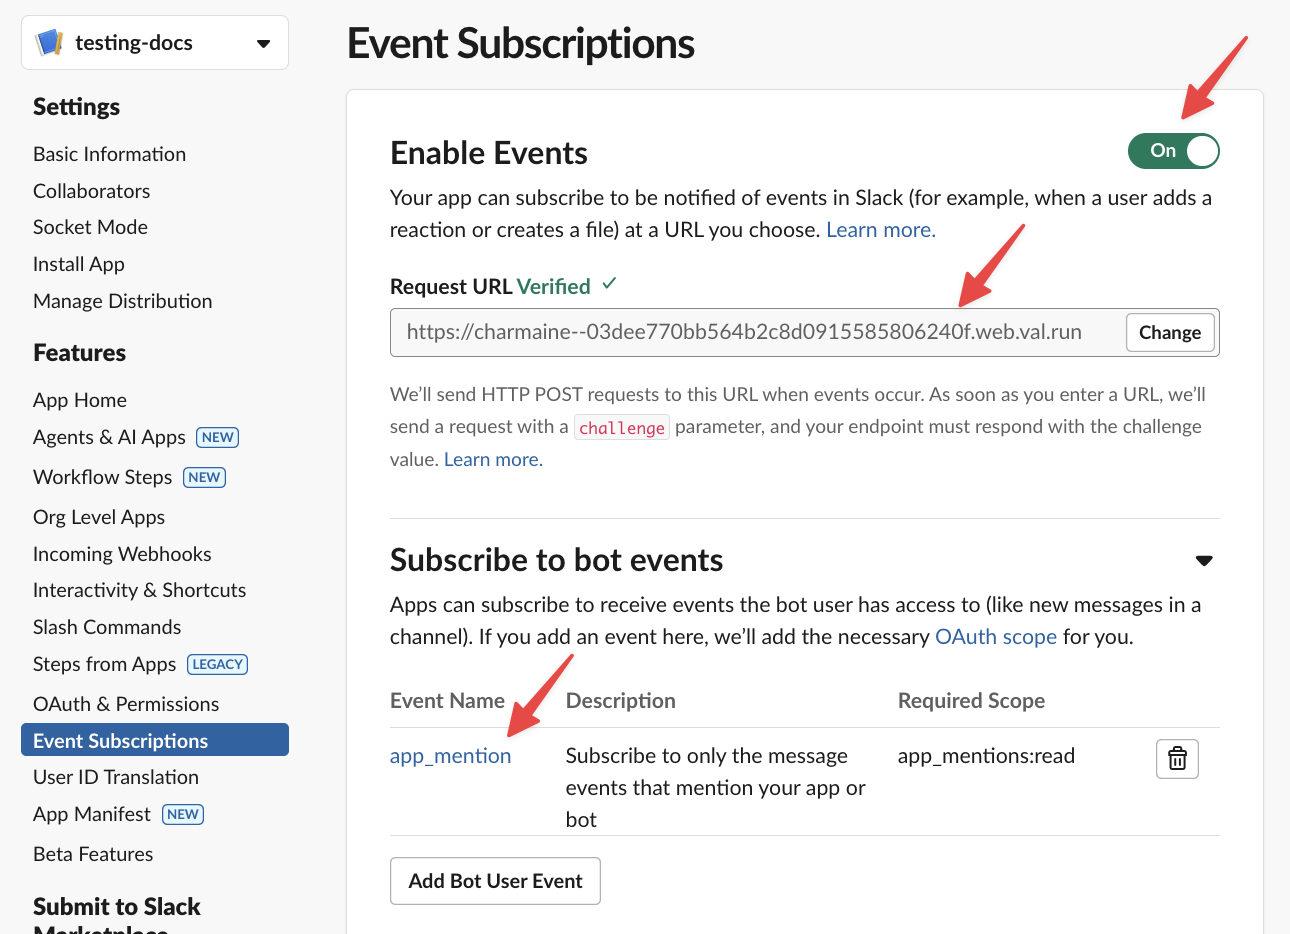 testing-docs
Settings
Basic Information
Collaborators
Socket Mode
Install App
Manage Distribution
Features
App Home
Agents & AI Apps NEW
Workflow Steps NEW
Org Level Apps
Incoming Webhooks
Interactivity & Shortcuts
Slash Commands
Steps from Apps LEGACY
OAuth & Permissions
Event Subscriptions
User ID Translation
App Manifest NEW
Beta Features
Submit to Slack
Marketplace
Event Subscriptions
Enable Events
On
Your app can subscribe to be notified of events in Slack (for example, when a user adds a
reaction or creates a file) at a URL you choose. Learn more.
Request URL Verified ✓
https://charmaine--03dee770bb564b2c8d0915585806240f.web.val.run
Change
We’ll send HTTP POST requests to this URL when events occur. As soon as you enter a URL, we’ll
send a request with a challenge parameter, and your endpoint must respond with the challenge
value. Learn more.
Subscribe to bot events
Apps can subscribe to receive events the bot user has access to (like new messages in a
channel). If you add an event here, we’ll add the necessary OAuth scope for you.
Event Name Description Required Scope
app_mention Subscribe to only the message app_mentions:read
events that mention your app or
bot
Add Bot User Event